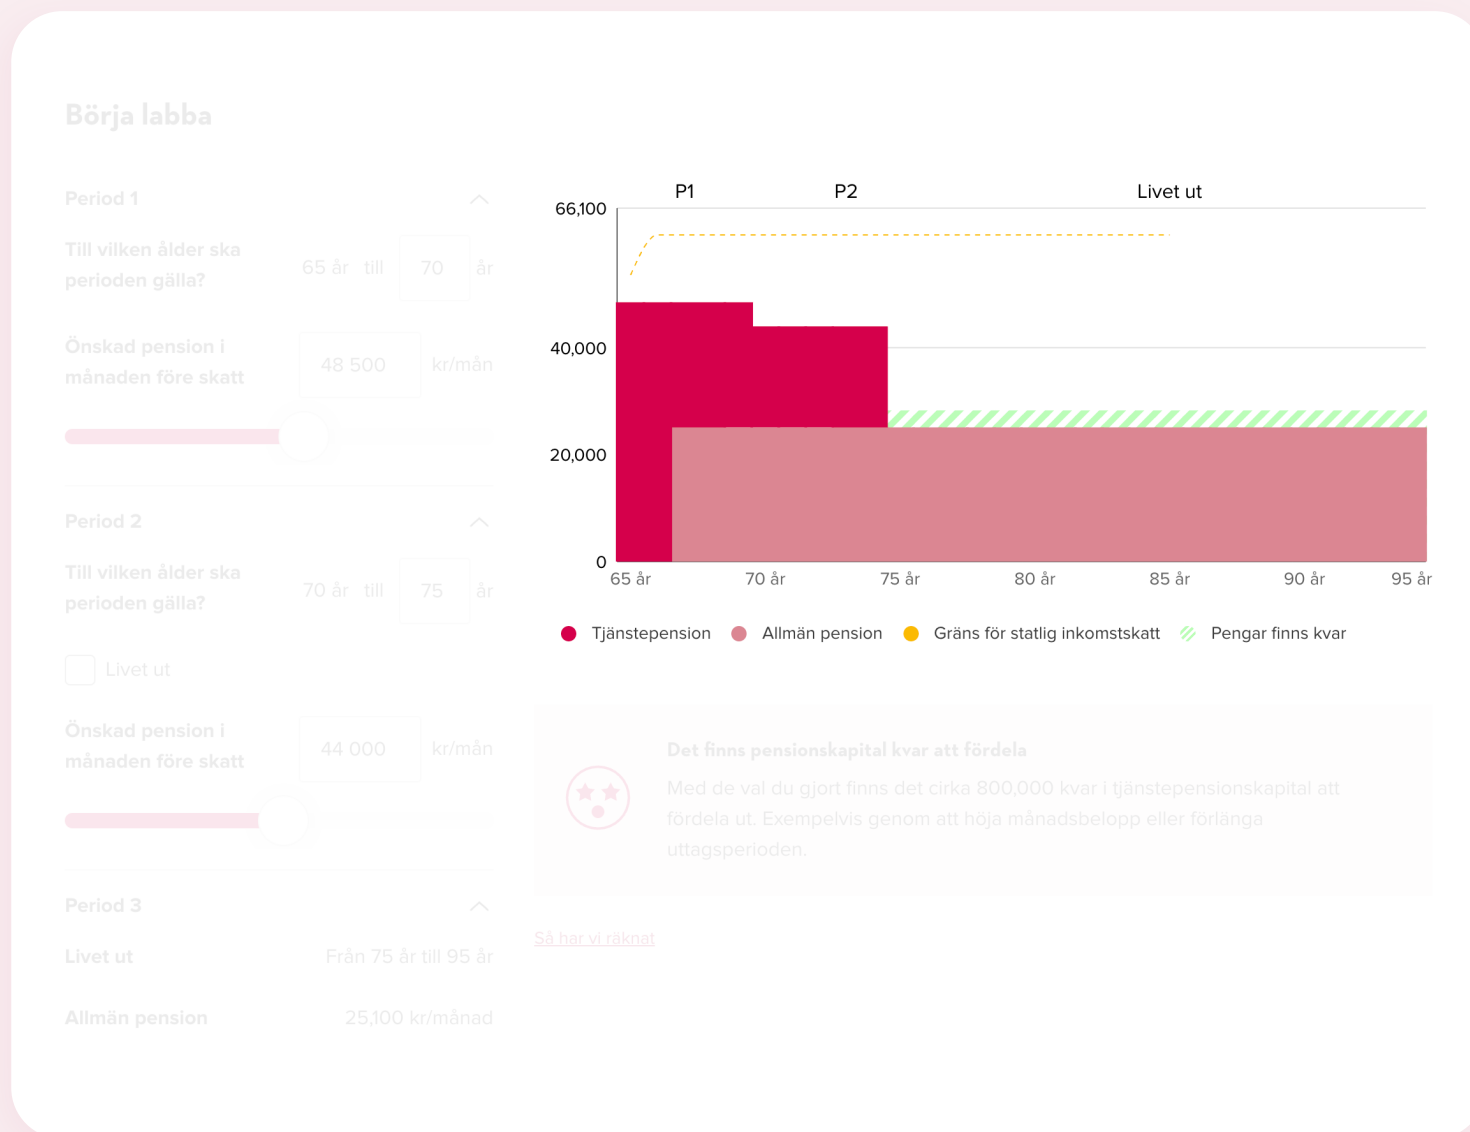 Börja labba
Period 1
Till vilken ålder ska
perioden gälla?
65 år till 70 år
Önskad pension i
månaden före skatt
48 500 kr/mån
Period 2
Till vilken ålder ska
perioden gälla?
70 år till 75 år
Livet ut
Önskad pension i
månaden före skatt
44 000 kr/mån
Period 3
Livet ut Från 75 år till 95 år
Allmän pension 25,100 kr/månad
P1 P2 Livet ut
66,100
40,000
20,000
0
65 år 70 år 75 år 80 år 85 år 90 år 95 år
Tjänstepension Allmän pension Gräns för statlig inkomstskatt Pengar finns kvar
Det finns pensionskapital kvar att fördela
Med de val du gjort finns det cirka 800,000 kvar i tjänstepensionskapital att
fördela ut. Exempelvis genom att höja månadsbelopp eller förlänga
uttagsperioden.
Så har vi räknat